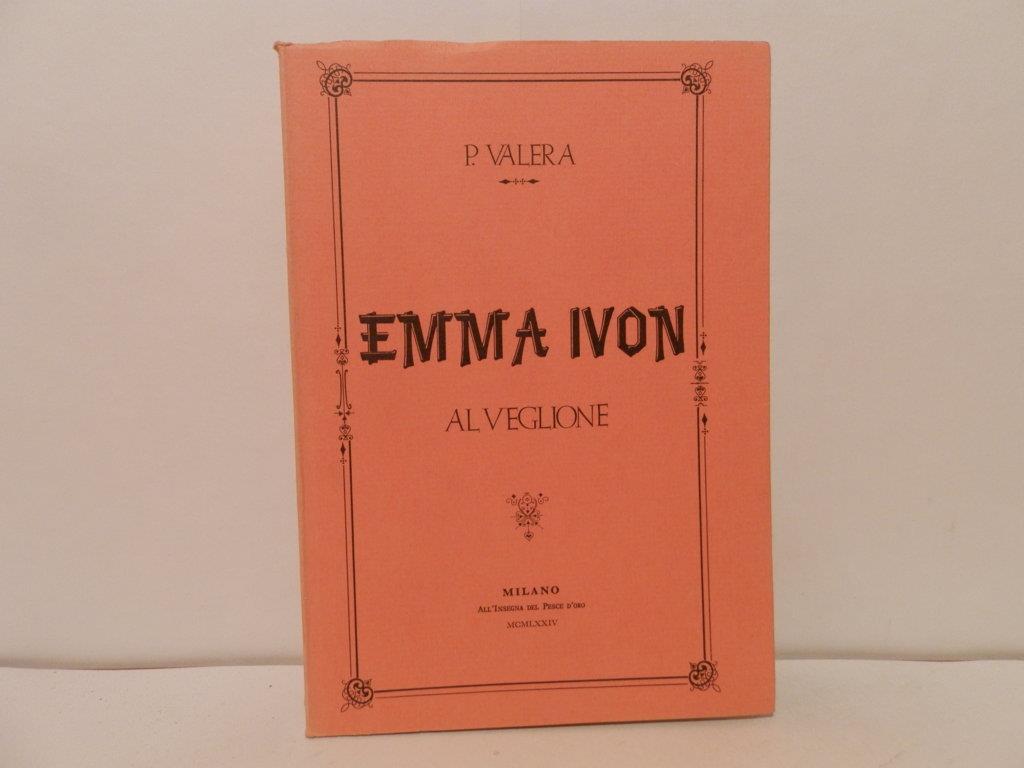 P. VALERA
EMMA IVON
AL VEGLIONE
MILANO
ALL'INSEGNA DEL PESCE D'ORO
MCMLXXIV